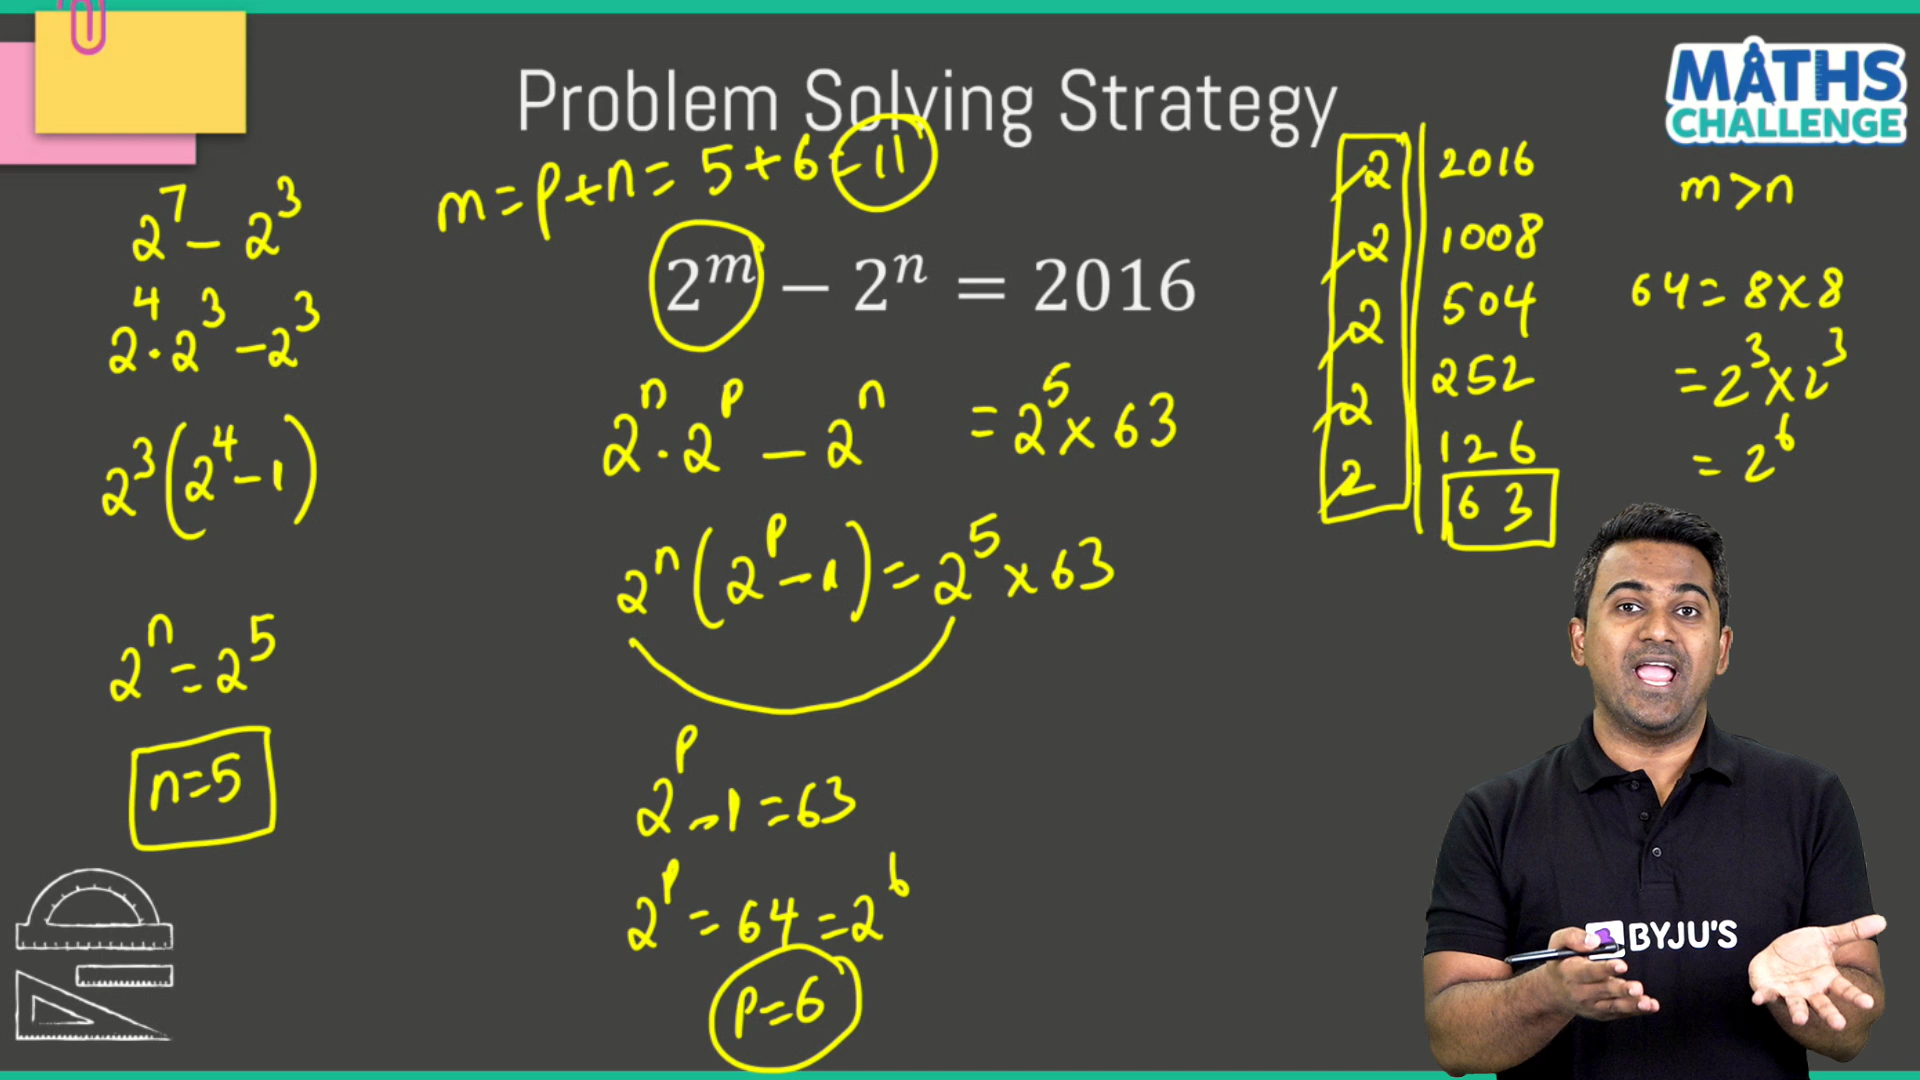 Problem Solving Strategy
MATHS
CHALLENGE
m = p + n = 5 + 6 = 11
2^m − 2^n = 2016
2^n · 2^p − 2^n = 2^5 × 63
2^n (2^p − 1) = 2^5 × 63
2^p − 1 = 63
2^p = 64 = 2^6
p = 6
2^7 − 2^3
2^4 · 2^3 − 2^3
2^3 (2^4 − 1)
2^n = 2^5
n = 5
2 | 2016
2 | 1008
2 | 504
2 | 252
2 | 126
63
m > n
64 = 8 × 8
= 2^3 × 2^3
= 2^6
BYJU'S